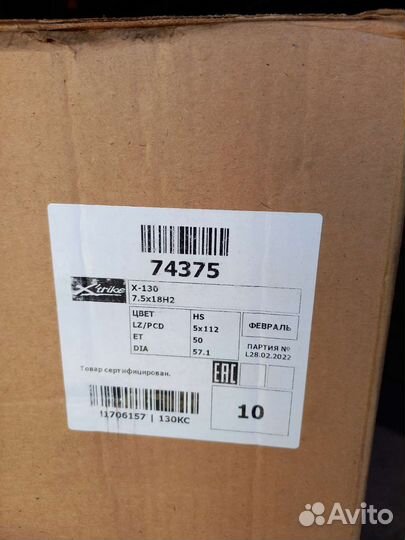 74375
X'trike
X-130
7.5x18H2
ЦВЕТ HS
LZ/PCD 5x112
ET 50
DIA 57.1
ФЕВРАЛЬ
ПАРТИЯ №
L28.02.2022
Товар сертифицирован.
EAC
!1706157 | 130KC
10
Avito